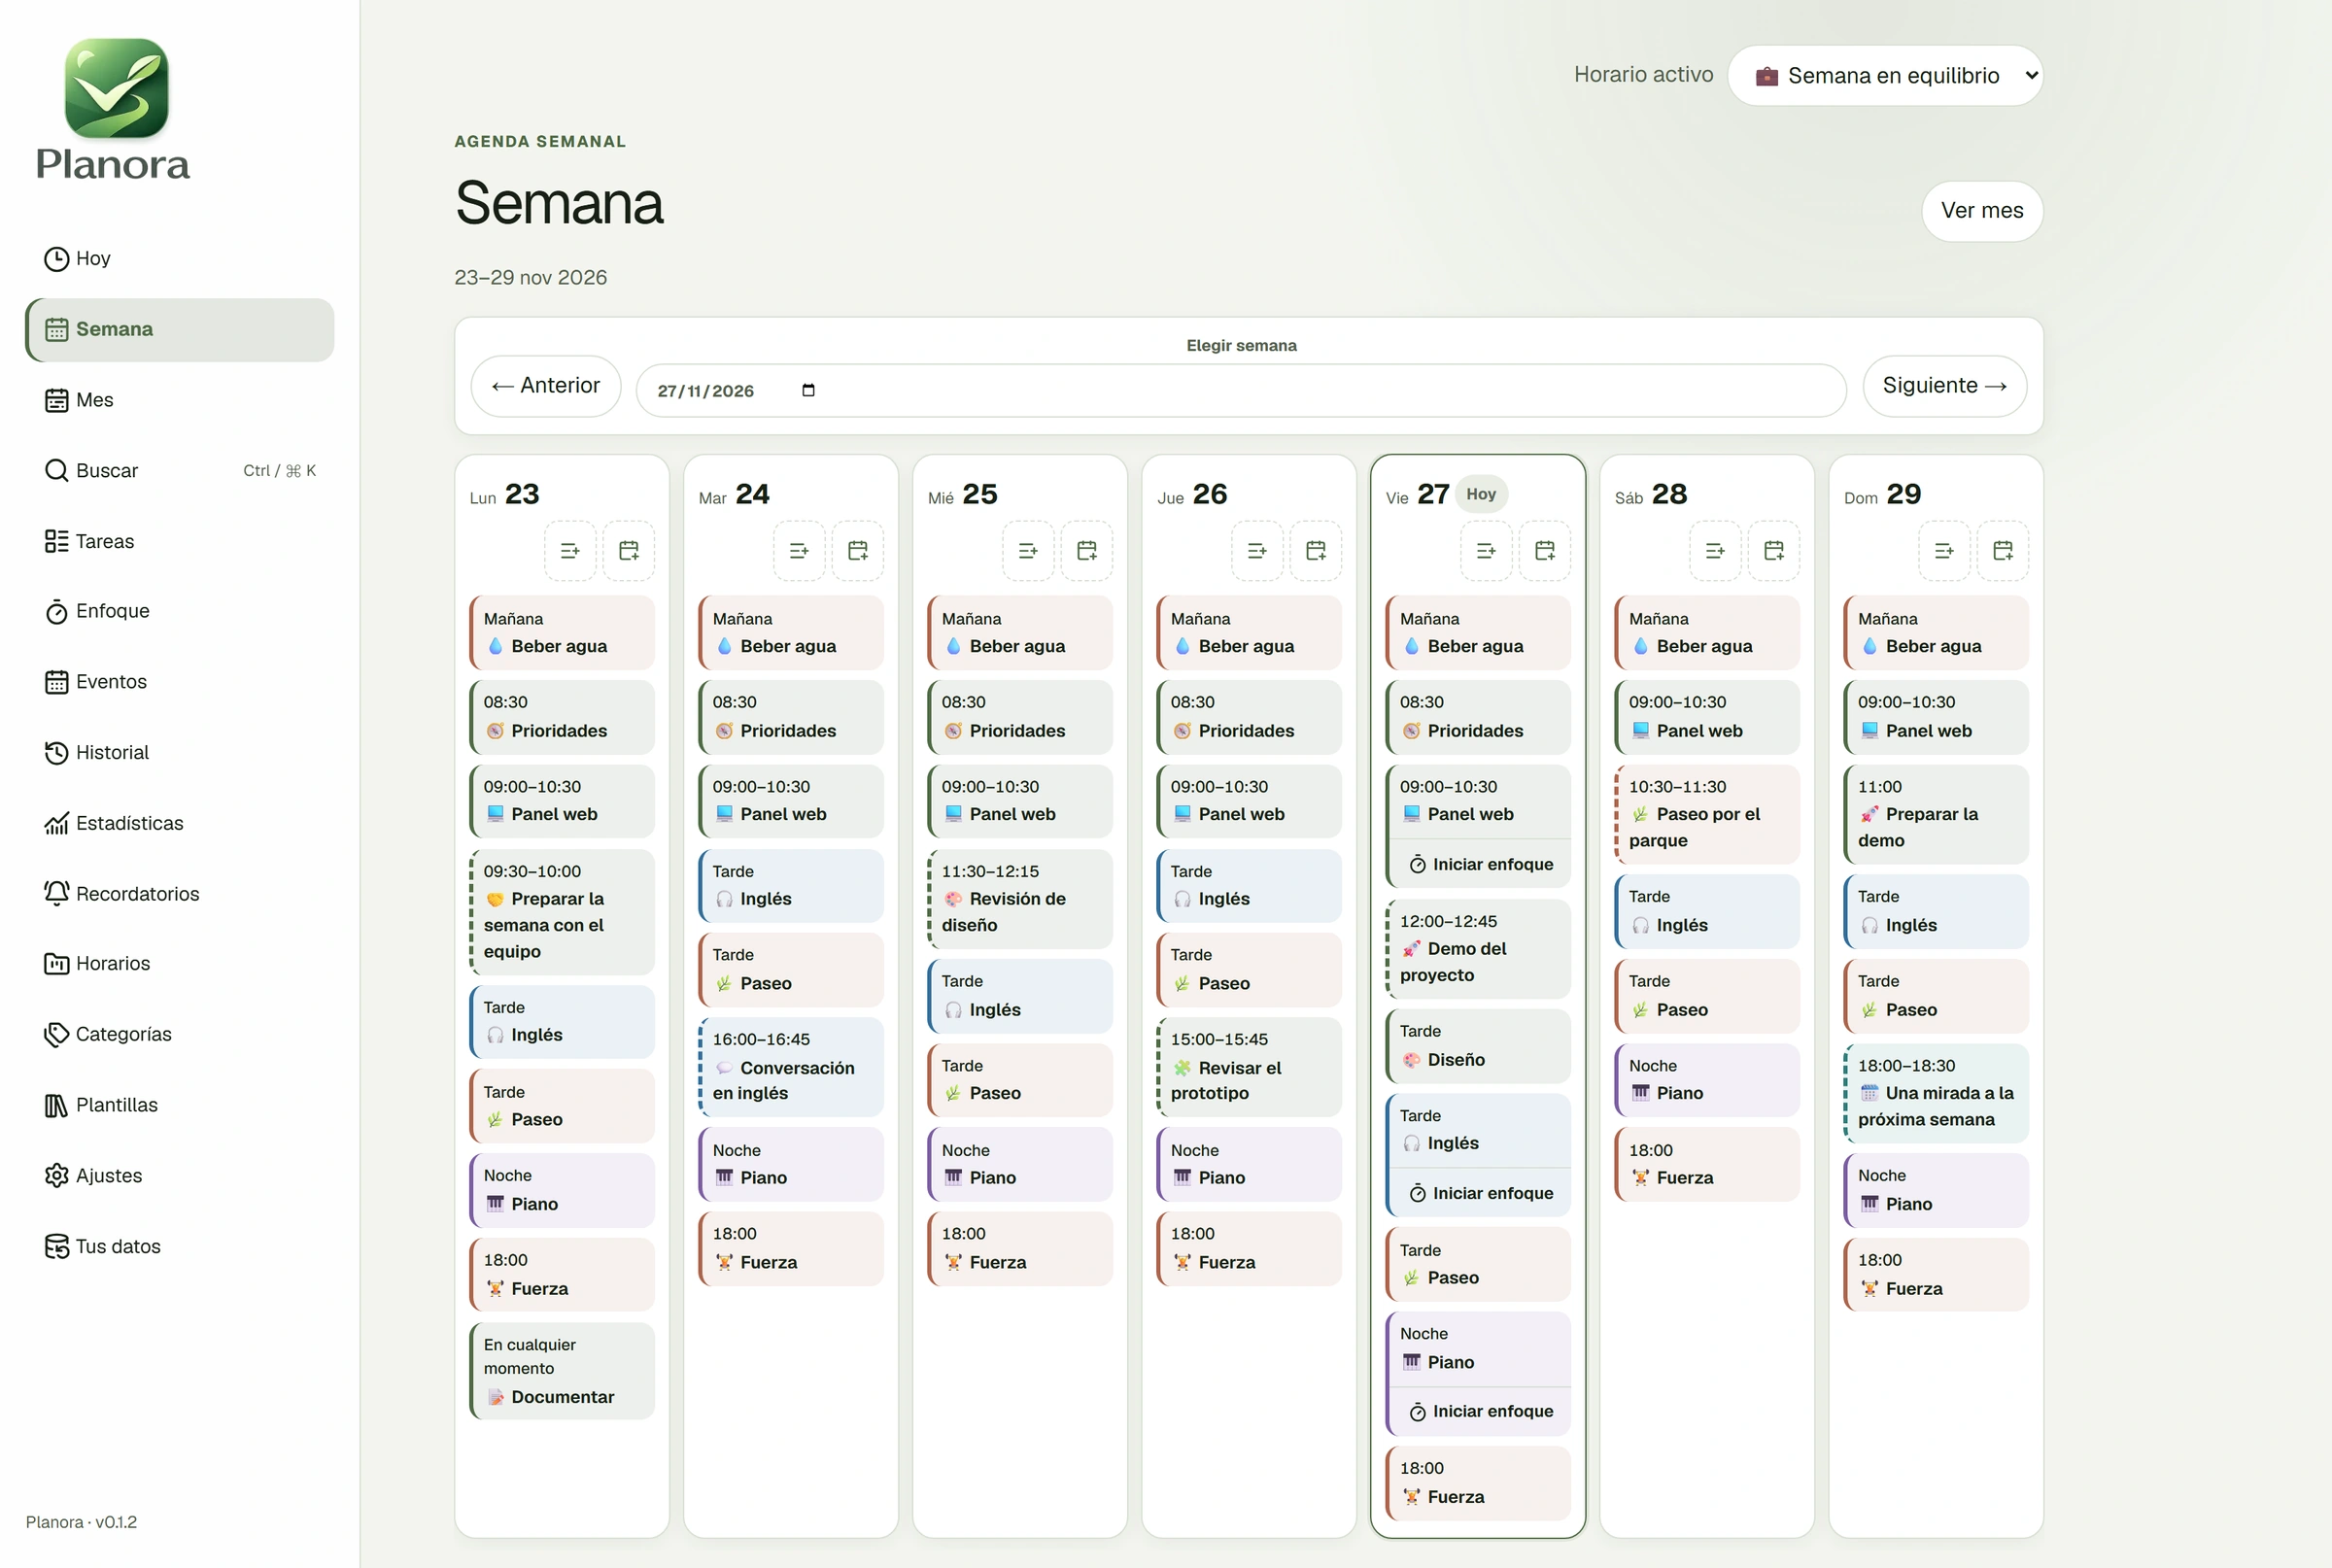 Planora
Hoy
Semana
Mes
Buscar Ctrl / ⌘ K
Tareas
Enfoque
Eventos
Historial
Estadísticas
Recordatorios
Horarios
Categorías
Plantillas
Ajustes
Tus datos
Planora · v0.1.2
Horario activo
Semana en equilibrio
AGENDA SEMANAL
Semana
Ver mes
23–29 nov 2026
Elegir semana
← Anterior
27/11/2026
Siguiente →
Lun 23
Mañana
Beber agua
08:30
Prioridades
09:00–10:30
Panel web
09:30–10:00
Preparar la
semana con el
equipo
Tarde
Inglés
Tarde
Paseo
Noche
Piano
18:00
Fuerza
En cualquier
momento
Documentar
Mar 24
Mañana
Beber agua
08:30
Prioridades
09:00–10:30
Panel web
Tarde
Inglés
Tarde
Paseo
16:00–16:45
Conversación
en inglés
Noche
Piano
18:00
Fuerza
Mié 25
Mañana
Beber agua
08:30
Prioridades
09:00–10:30
Panel web
11:30–12:15
Revisión de
diseño
Tarde
Inglés
Tarde
Paseo
Noche
Piano
18:00
Fuerza
Jue 26
Mañana
Beber agua
08:30
Prioridades
09:00–10:30
Panel web
Tarde
Inglés
Tarde
Paseo
15:00–15:45
Revisar el
prototipo
Noche
Piano
18:00
Fuerza
Vie 27 Hoy
Mañana
Beber agua
08:30
Prioridades
09:00–10:30
Panel web
Iniciar enfoque
12:00–12:45
Demo del
proyecto
Tarde
Diseño
Tarde
Inglés
Iniciar enfoque
Tarde
Paseo
Noche
Piano
Iniciar enfoque
18:00
Fuerza
Sáb 28
Mañana
Beber agua
09:00–10:30
Panel web
10:30–11:30
Paseo por el
parque
Tarde
Inglés
Tarde
Paseo
Noche
Piano
18:00
Fuerza
Dom 29
Mañana
Beber agua
09:00–10:30
Panel web
11:00
Preparar la
demo
Tarde
Inglés
Tarde
Paseo
18:00–18:30
Una mirada a la
próxima semana
Noche
Piano
18:00
Fuerza